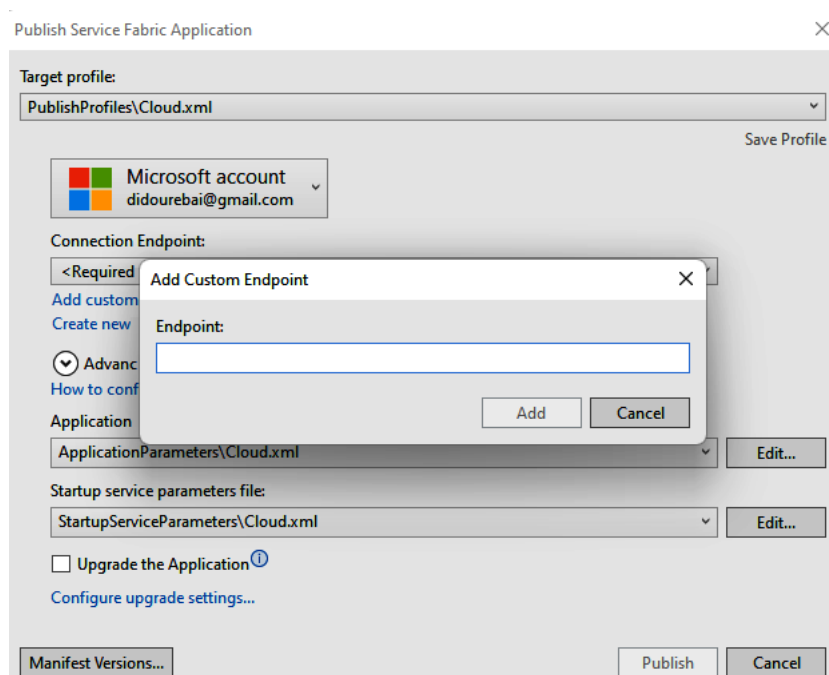 Publish Service Fabric Application
Target profile:
PublishProfiles\Cloud.xml
Save Profile
Microsoft account
didourebai@gmail.com
Connection Endpoint:
<Required
Add custom
Create new
Add Custom Endpoint
Endpoint:
Add
Cancel
Advanc
How to conf
Application
ApplicationParameters\Cloud.xml
Edit...
Startup service parameters file:
StartupServiceParameters\Cloud.xml
Edit...
Upgrade the Application
Configure upgrade settings...
Manifest Versions...
Publish
Cancel